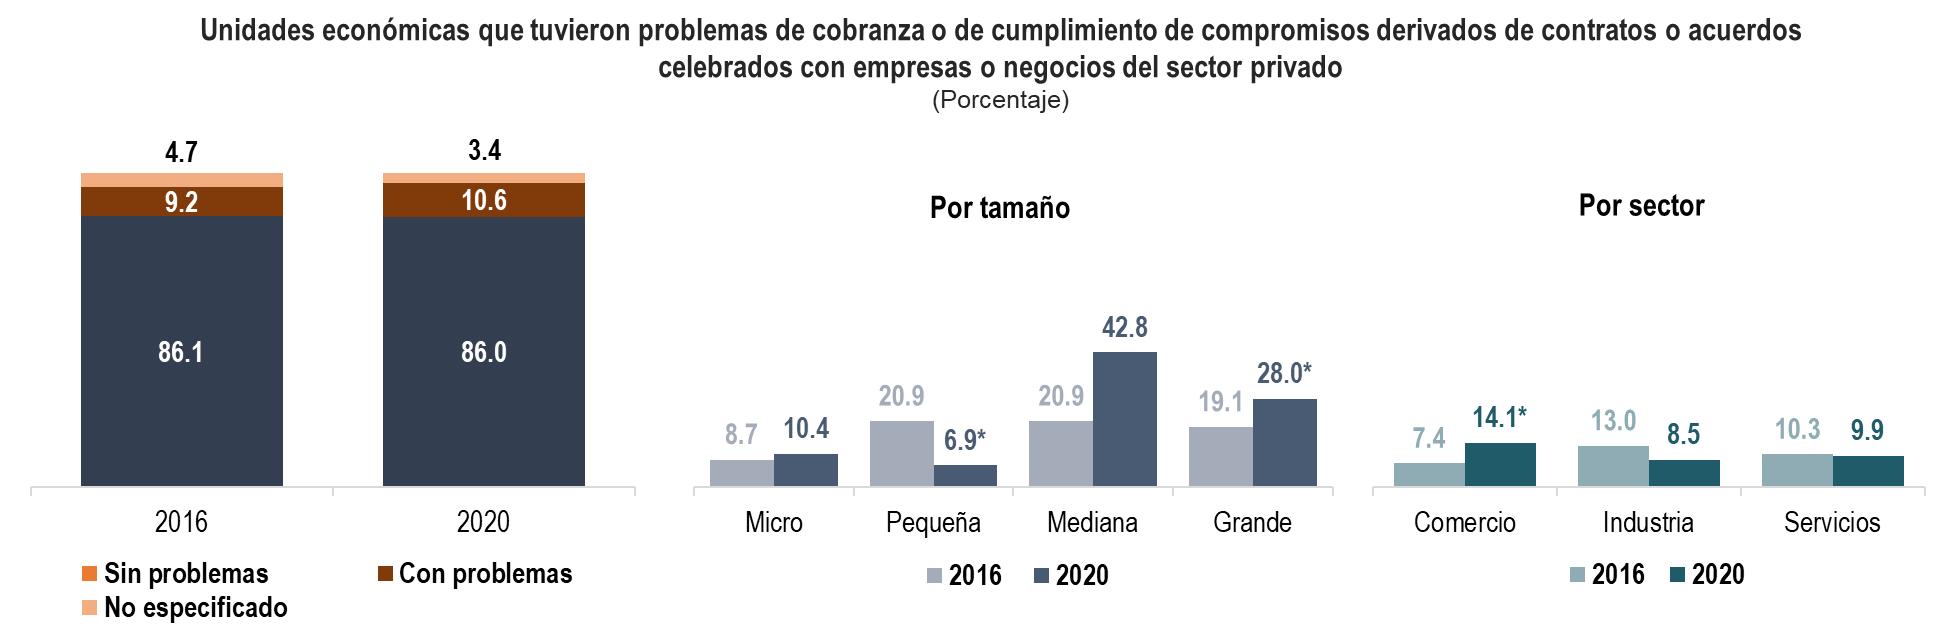 Unidades económicas que tuvieron problemas de cobranza o de cumplimiento de compromisos derivados de contratos o acuerdos
celebrados con empresas o negocios del sector privado
(Porcentaje)
4.7
9.2
86.1
3.4
10.6
86.0
2016
2020
Sin problemas
Con problemas
No especificado
Por tamaño
8.7
10.4
20.9
6.9*
20.9
42.8
19.1
28.0*
Micro
Pequeña
Mediana
Grande
2016
2020
Por sector
7.4
14.1*
13.0
8.5
10.3
9.9
Comercio
Industria
Servicios
2016
2020